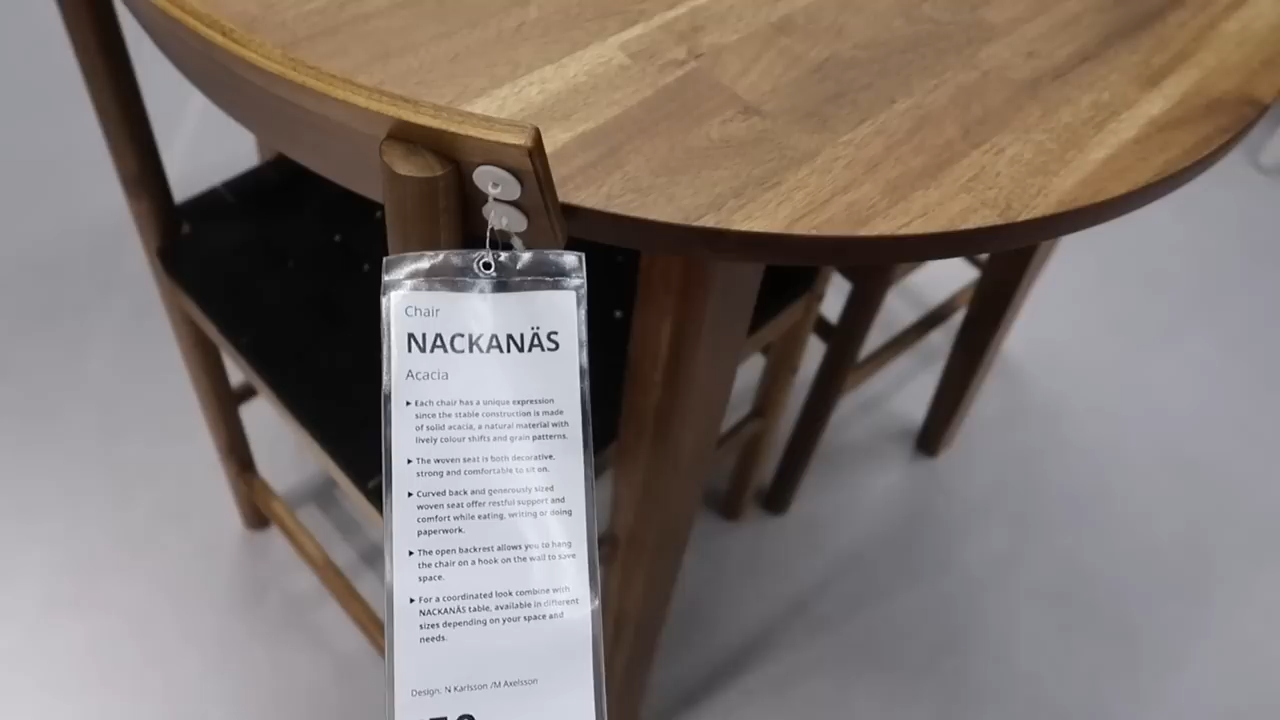 Chair
NACKANÄS
Acacia
▶ Each chair has a unique expression
since the stable construction is made
of solid acacia, a natural material with
lively colour shifts and grain patterns.
▶ The woven seat is both decorative,
strong and comfortable to sit on.
▶ Curved back and generously sized
woven seat offer restful support and
comfort while eating, writing or doing
paperwork.
▶ The open backrest allows you to hang
the chair on a hook on the wall to save
space.
▶ For a coordinated look combine with
NACKANÄS table, available in different
sizes depending on your space and
needs.
Design: N Karlsson /M Axelsson